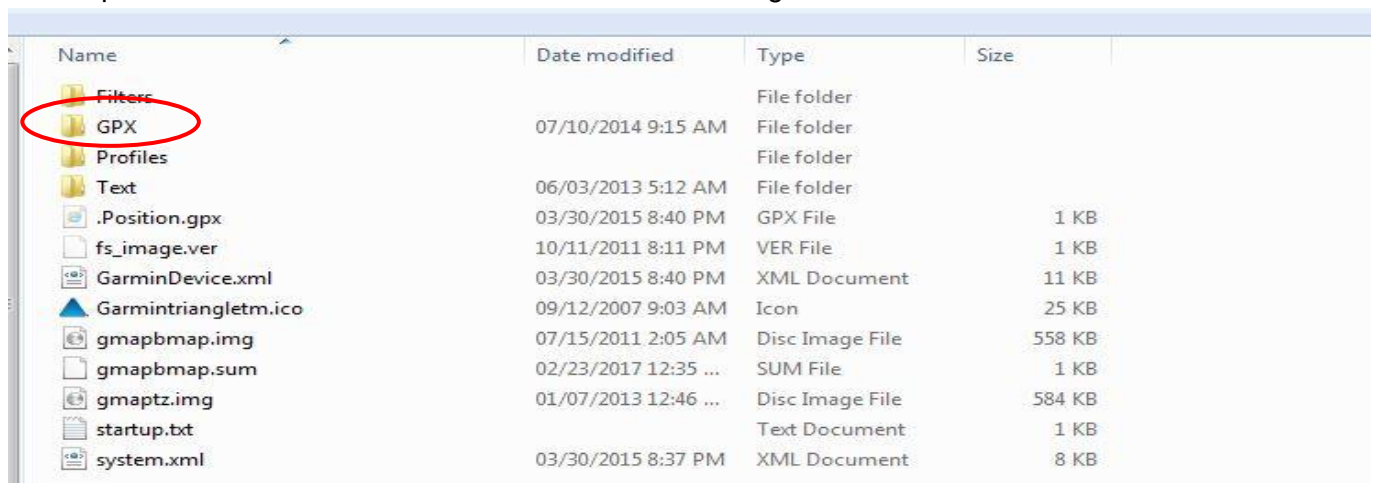 Name Date modified Type Size
Filters File folder
GPX 07/10/2014 9:15 AM File folder
Profiles File folder
Text 06/03/2013 5:12 AM File folder
.Position.gpx 03/30/2015 8:40 PM GPX File 1 KB
fs_image.ver 10/11/2011 8:11 PM VER File 1 KB
GarminDevice.xml 03/30/2015 8:40 PM XML Document 11 KB
Garmintriangletm.ico 09/12/2007 9:03 AM Icon 25 KB
gmapbmap.img 07/15/2011 2:05 AM Disc Image File 558 KB
gmapbmap.sum 02/23/2017 12:35 ... SUM File 1 KB
gmaptz.img 01/07/2013 12:46 ... Disc Image File 584 KB
startup.txt Text Document 1 KB
system.xml 03/30/2015 8:37 PM XML Document 8 KB